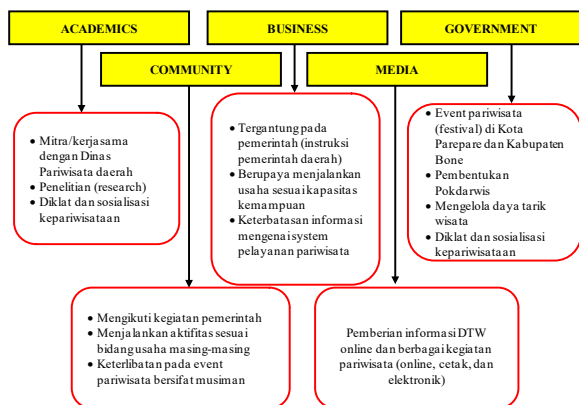 ACADEMICS
BUSINESS
GOVERNMENT
COMMUNITY
MEDIA
• Mitra/kerjasama
dengan Dinas
Pariwisata daerah
• Penelitian (research)
• Diklat dan sosialisasi
kepariwisataan
• Tergantung pada
pemerintah (instruksi
pemerintah daerah)
• Berupaya menjalankan
usaha sesuai kapasitas
kemampuan
• Keterbatasan informasi
mengenai system
pelayanan pariwisata
• Event pariwisata
(festival) di Kota
Parepare dan Kabupaten
Bone
• Pembentukan
Pokdarwis
• Mengelola daya tarik
wisata
• Diklat dan sosialisasi
kepariwisataan
• Mengikuti kegiatan pemerintah
• Menjalankan aktifitas sesuai
bidang usaha masing-masing
• Keterlibatan pada event
pariwisata bersifat musiman
Pemberian informasi DTW
online dan berbagai kegiatan
pariwisata (online, cetak, dan
elektronik)